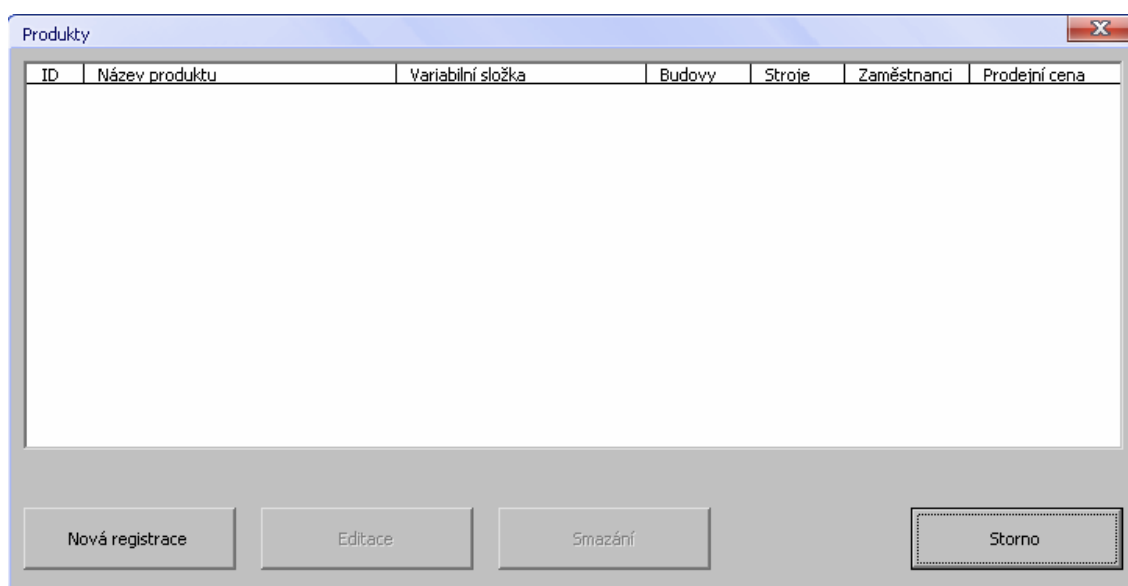 Produkty
ID Název produktu Variabilní složka Budovy Stroje Zaměstnanci Prodejní cena
Nová registrace Editace Smazání Storno